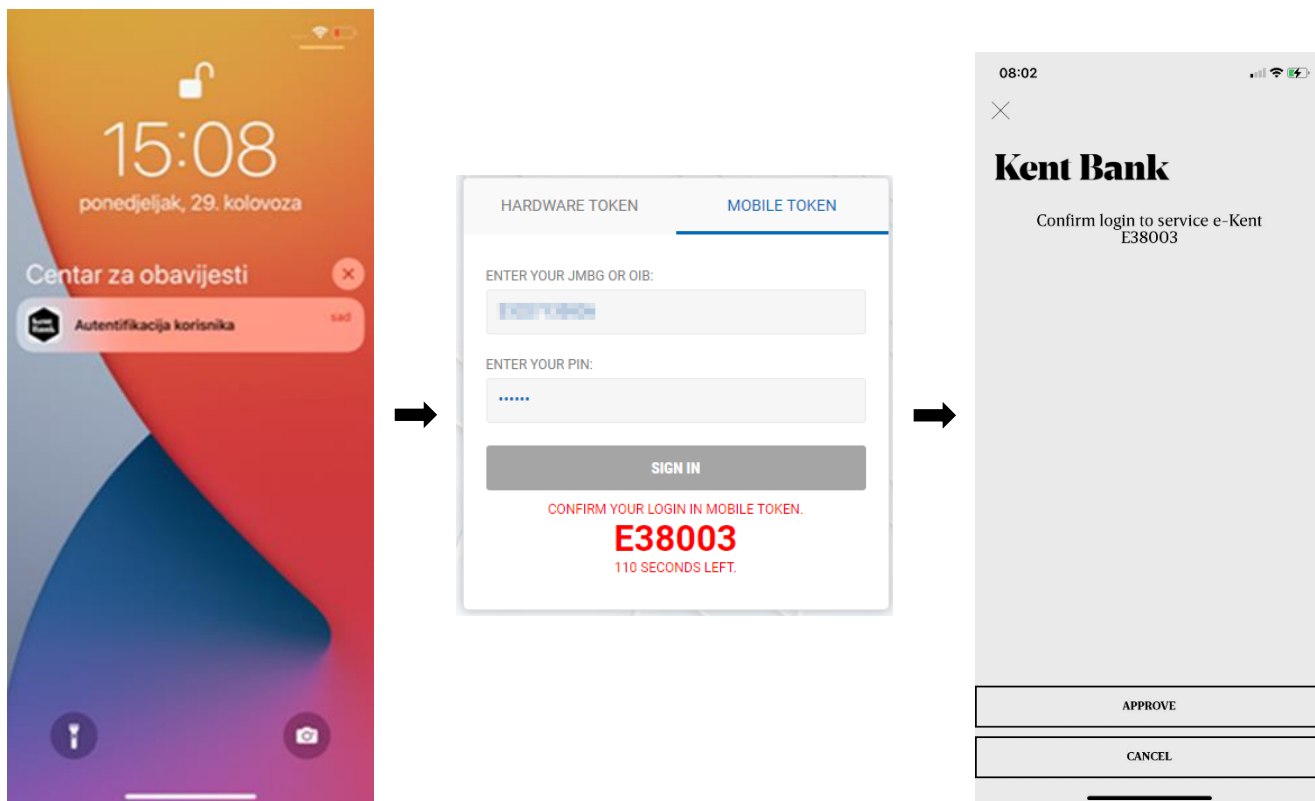 15:08
ponedjeljak, 29. kolovoza
Centar za obavijesti
Kent Bank
Autentifikacija korisnika
sad
HARDWARE TOKEN
MOBILE TOKEN
ENTER YOUR JMBG OR OIB:
ENTER YOUR PIN:
SIGN IN
CONFIRM YOUR LOGIN IN MOBILE TOKEN.
E38003
110 SECONDS LEFT.
08:02
Kent Bank
Confirm login to service e-Kent
E38003
APPROVE
CANCEL